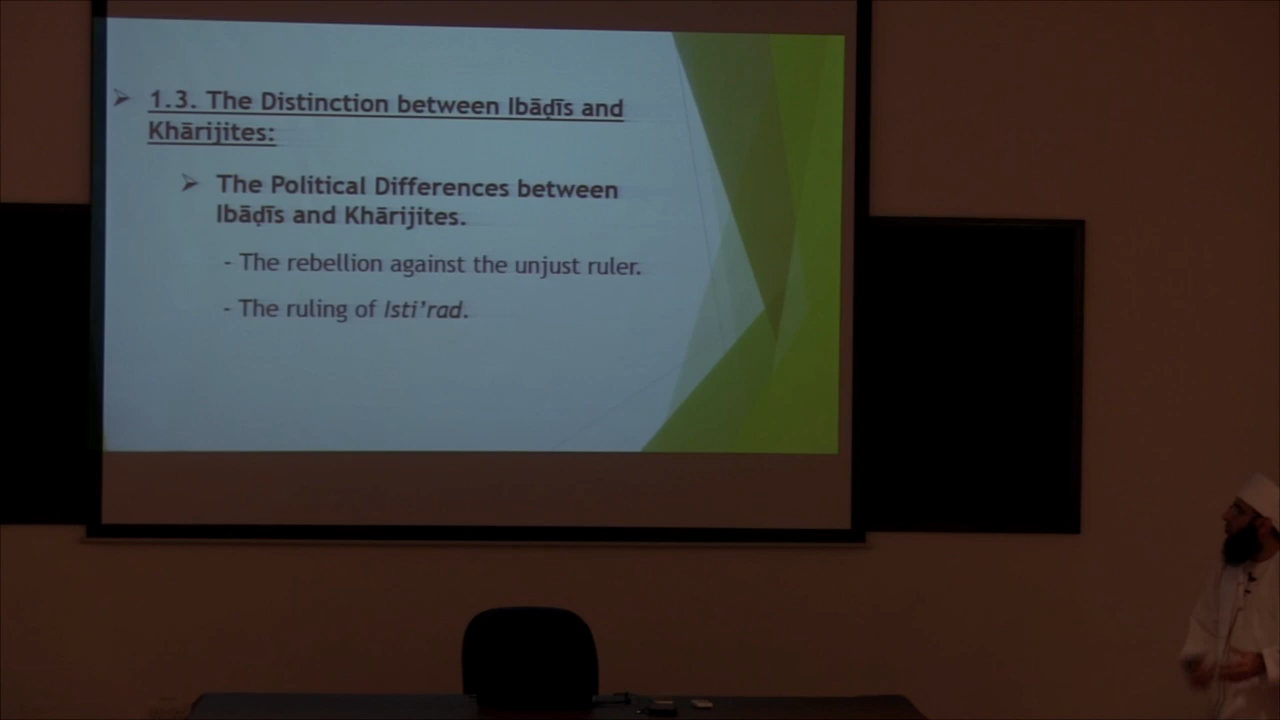 ➢ 1.3. The Distinction between Ibāḍīs and
Khārijites:
➢ The Political Differences between
Ibāḍīs and Khārijites.
- The rebellion against the unjust ruler.
- The ruling of Isti’rad.